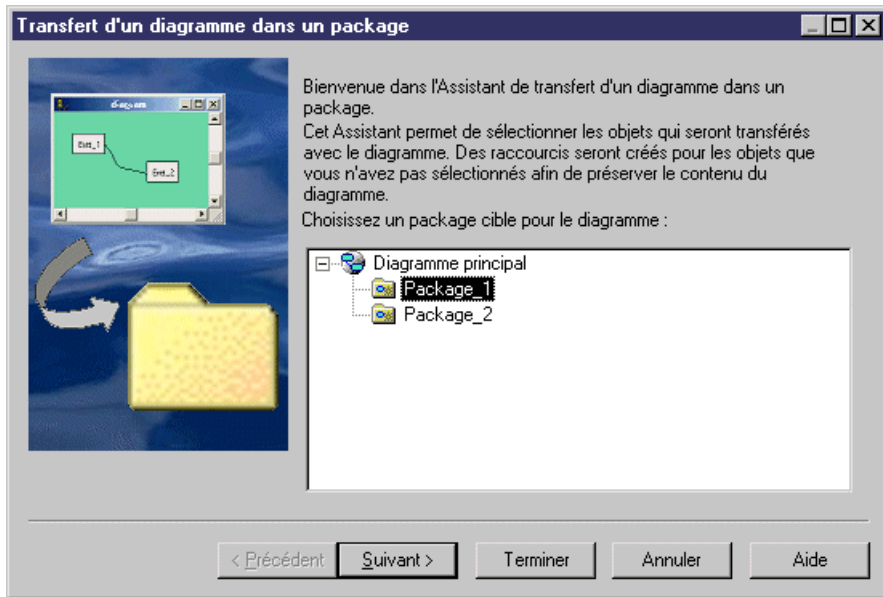 Transfert d'un diagramme dans un package
Bienvenue dans l'Assistant de transfert d'un diagramme dans un
package.
Cet Assistant permet de sélectionner les objets qui seront transférés
avec le diagramme. Des raccourcis seront créés pour les objets que
vous n'avez pas sélectionnés afin de préserver le contenu du
diagramme.
Choisissez un package cible pour le diagramme :
Diagramme principal
Package_1
Package_2
< Précédent
Suivant >
Terminer
Annuler
Aide